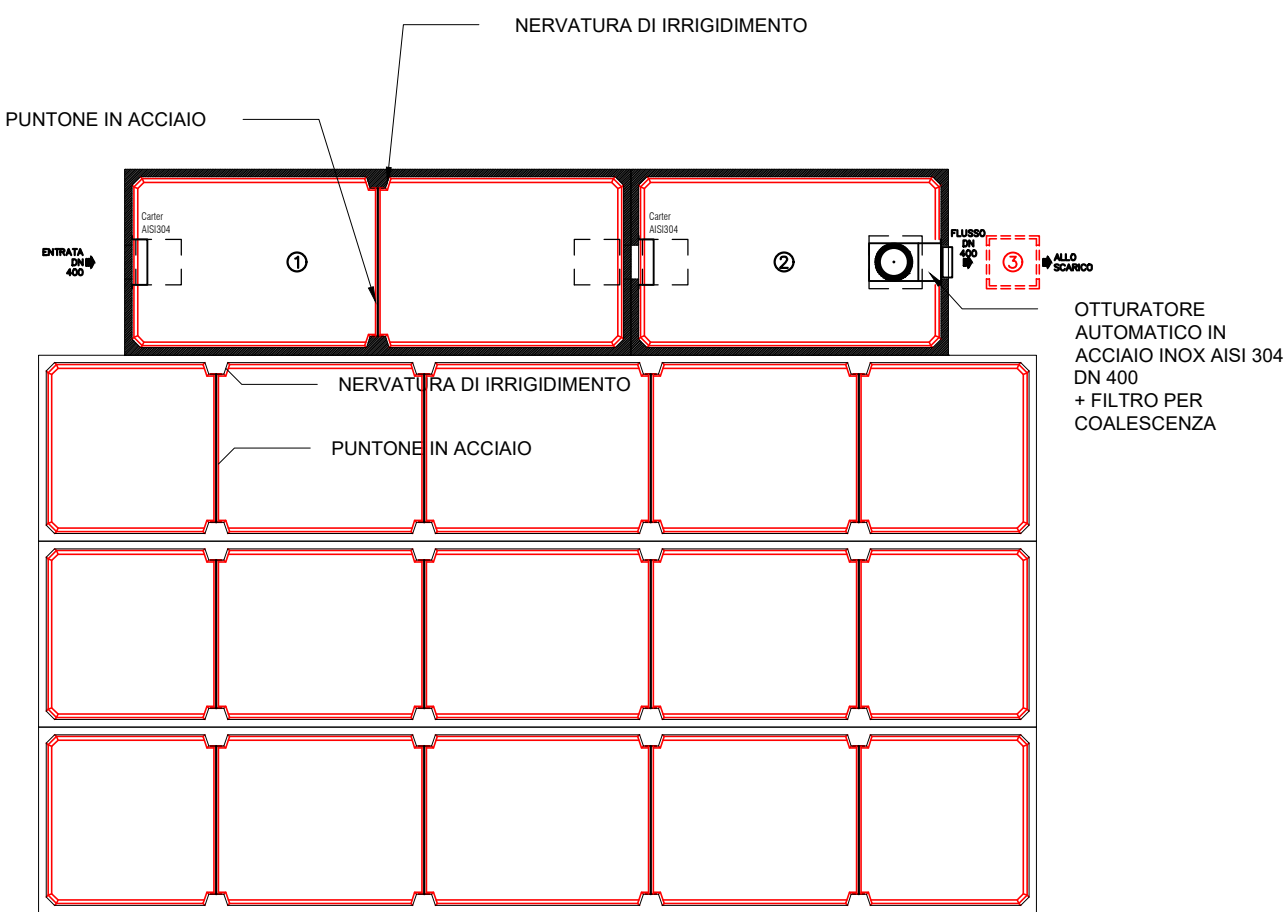 NERVATURA DI IRRIGIDIMENTO
PUNTONE IN ACCIAIO
Carter
AISI304
ENTRATA
DN
400
①
Carter
AISI304
②
FLUSSO
DN
400
③
ALLO
SCARICO
OTTURATORE
AUTOMATICO IN
ACCIAIO INOX AISI 304
DN 400
+ FILTRO PER
COALESCENZA
NERVATURA DI IRRIGIDIMENTO
PUNTONE IN ACCIAIO